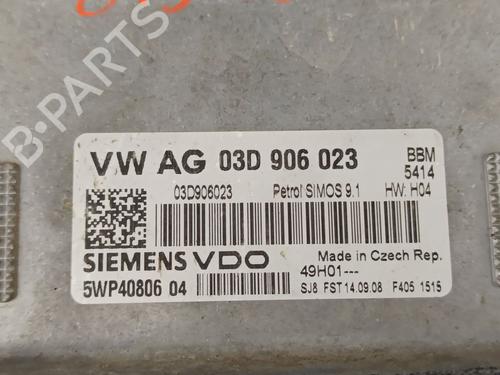 VW AG 03D 906 023 BBM
5414
03D906023 Petrol SIMOS 9.1 HW: H04
SIEMENS VDO Made in Czech Rep.
49H01---
5WP40806 04 SJ8 FST 14.09.08 F405 1515
B-PARTS